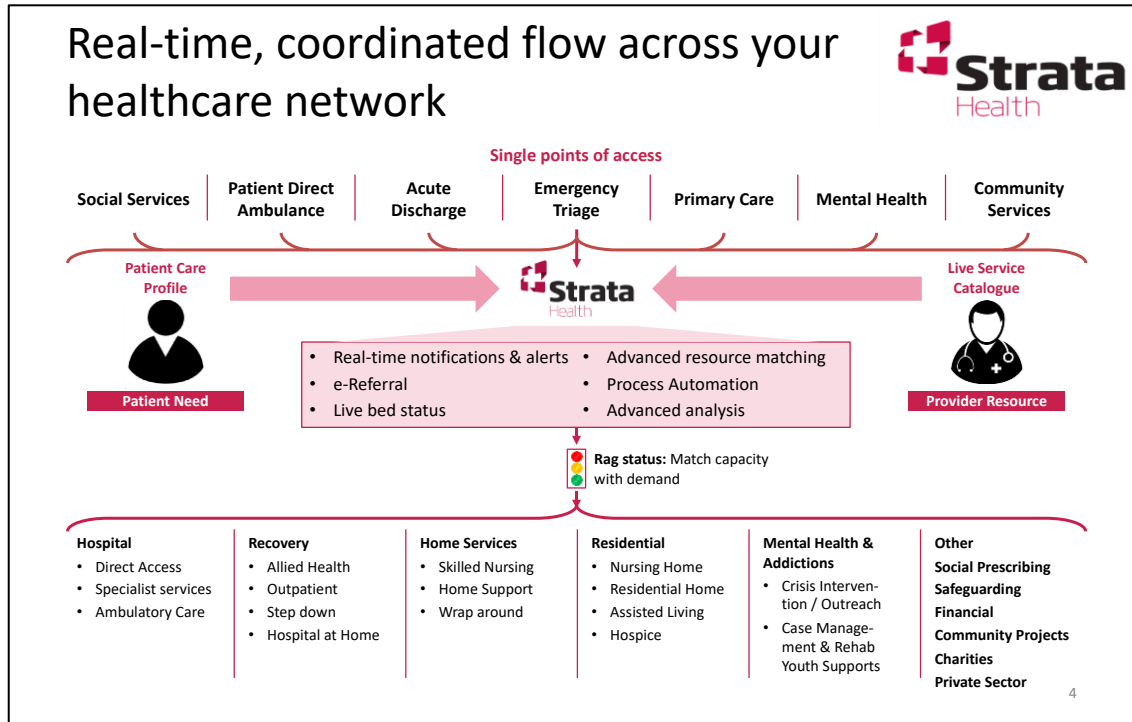 Real-time, coordinated flow across your
healthcare network
Strata
Health
Single points of access
Social Services
Patient Direct
Ambulance
Acute
Discharge
Emergency
Triage
Primary Care
Mental Health
Community
Services
Patient Care
Profile
Strata
Health
Live Service
Catalogue
Patient Need
• Real-time notifications & alerts
• e-Referral
• Live bed status
• Advanced resource matching
• Process Automation
• Advanced analysis
Provider Resource
Rag status: Match capacity
with demand
Hospital
• Direct Access
• Specialist services
• Ambulatory Care
Recovery
• Allied Health
• Outpatient
• Step down
• Hospital at Home
Home Services
• Skilled Nursing
• Home Support
• Wrap around
Residential
• Nursing Home
• Residential Home
• Assisted Living
• Hospice
Mental Health &
Addictions
• Crisis Interven-
tion / Outreach
• Case Manage-
ment & Rehab
Youth Supports
Other
Social Prescribing
Safeguarding
Financial
Community Projects
Charities
Private Sector
4